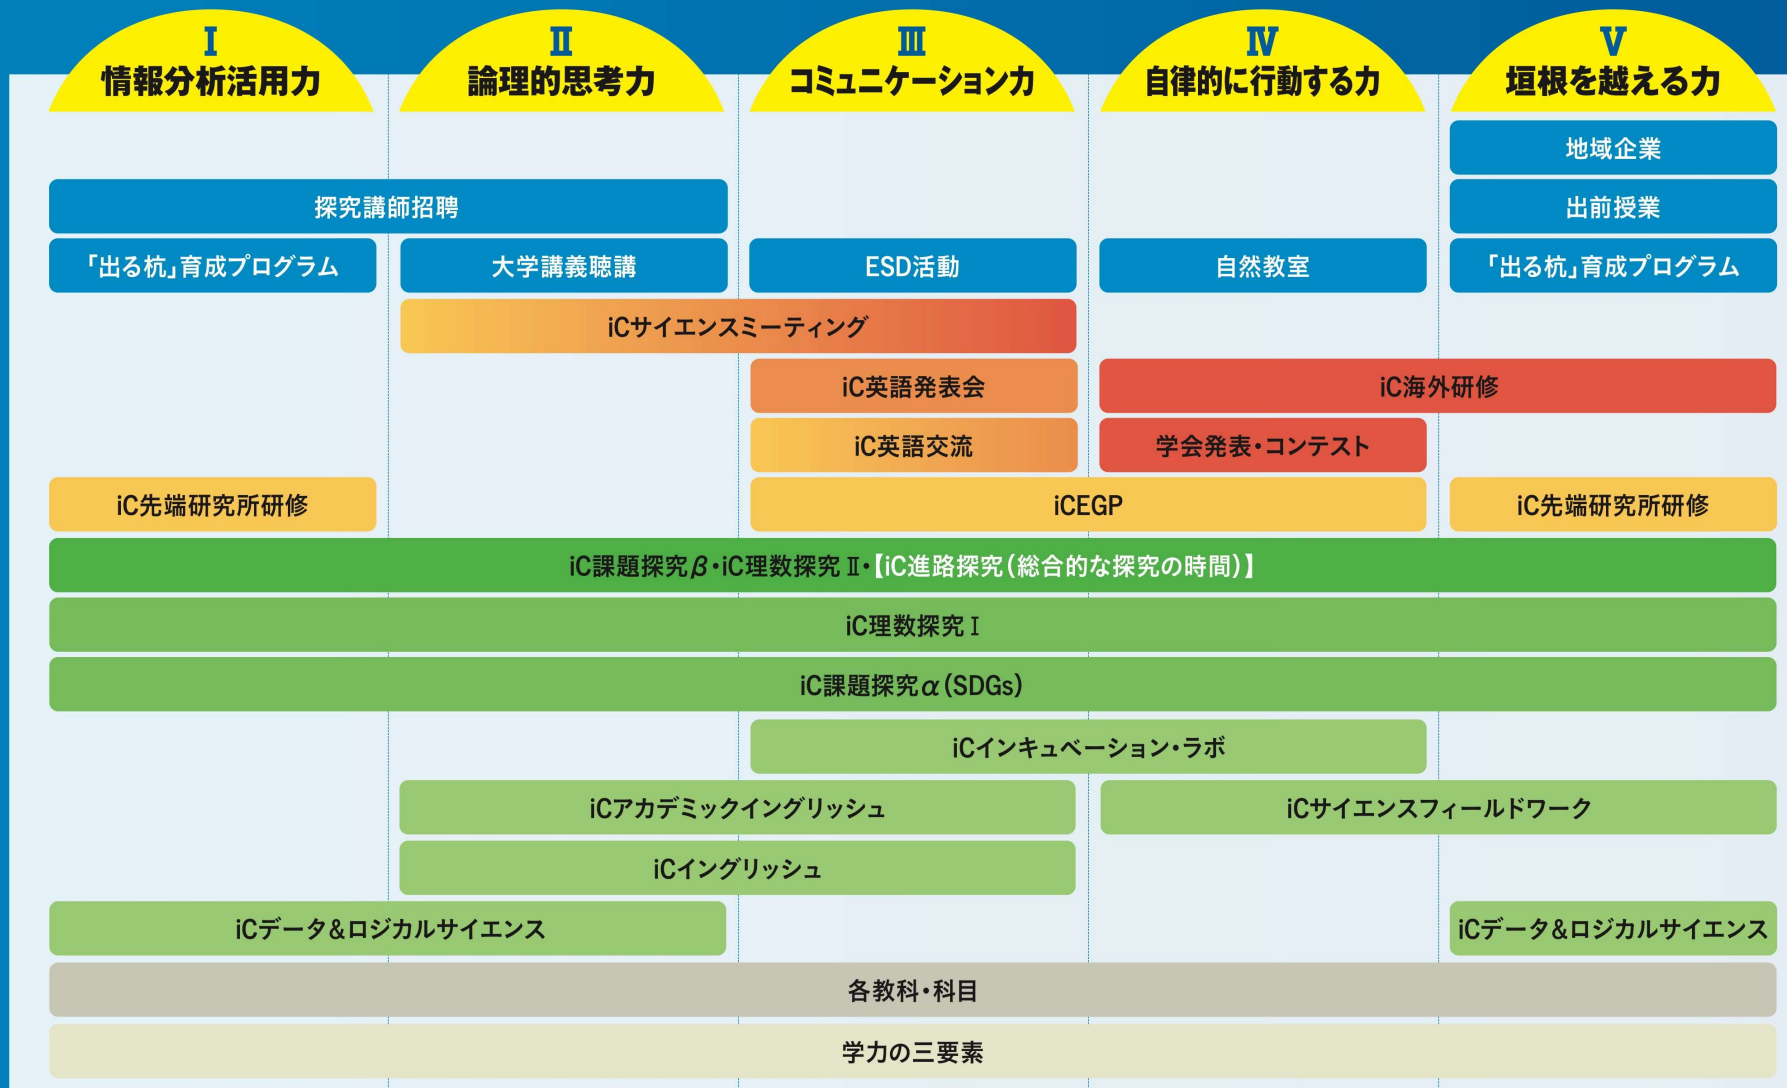 I
情報分析活用力
II
論理的思考力
III
コミュニケーション力
IV
自律的に行動する力
V
垣根を越える力
地域企業
探究講師招聘
出前授業
「出る杭」育成プログラム
大学講義聴講
ESD活動
自然教室
「出る杭」育成プログラム
iCサイエンスミーティング
iC英語発表会
iC海外研修
iC英語交流
学会発表・コンテスト
iC先端研究所研修
iCEGP
iC先端研究所研修
iC課題探究β・iC理数探究Ⅱ・【iC進路探究(総合的な探究の時間)】
iC理数探究Ⅰ
iC課題探究α(SDGs)
iCインキュベーション・ラボ
iCアカデミックイングリッシュ
iCサイエンスフィールドワーク
iCイングリッシュ
iCデータ&ロジカルサイエンス
iCデータ&ロジカルサイエンス
各教科・科目
学力の三要素